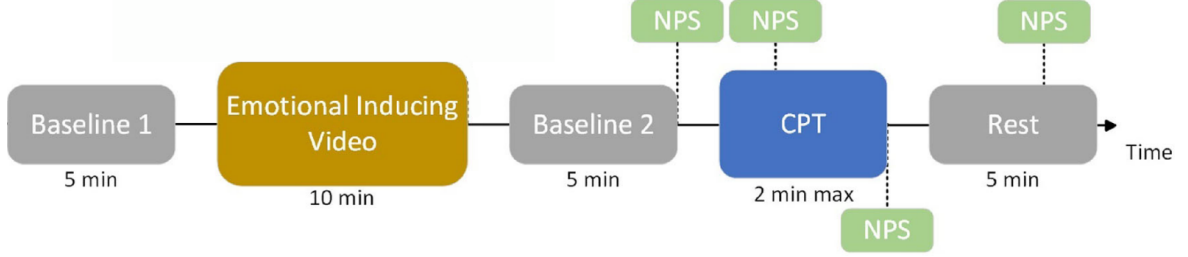 NPS
NPS
NPS
Baseline 1
Emotional Inducing
Video
Baseline 2
CPT
Rest
Time
5 min
10 min
5 min
2 min max
5 min
NPS